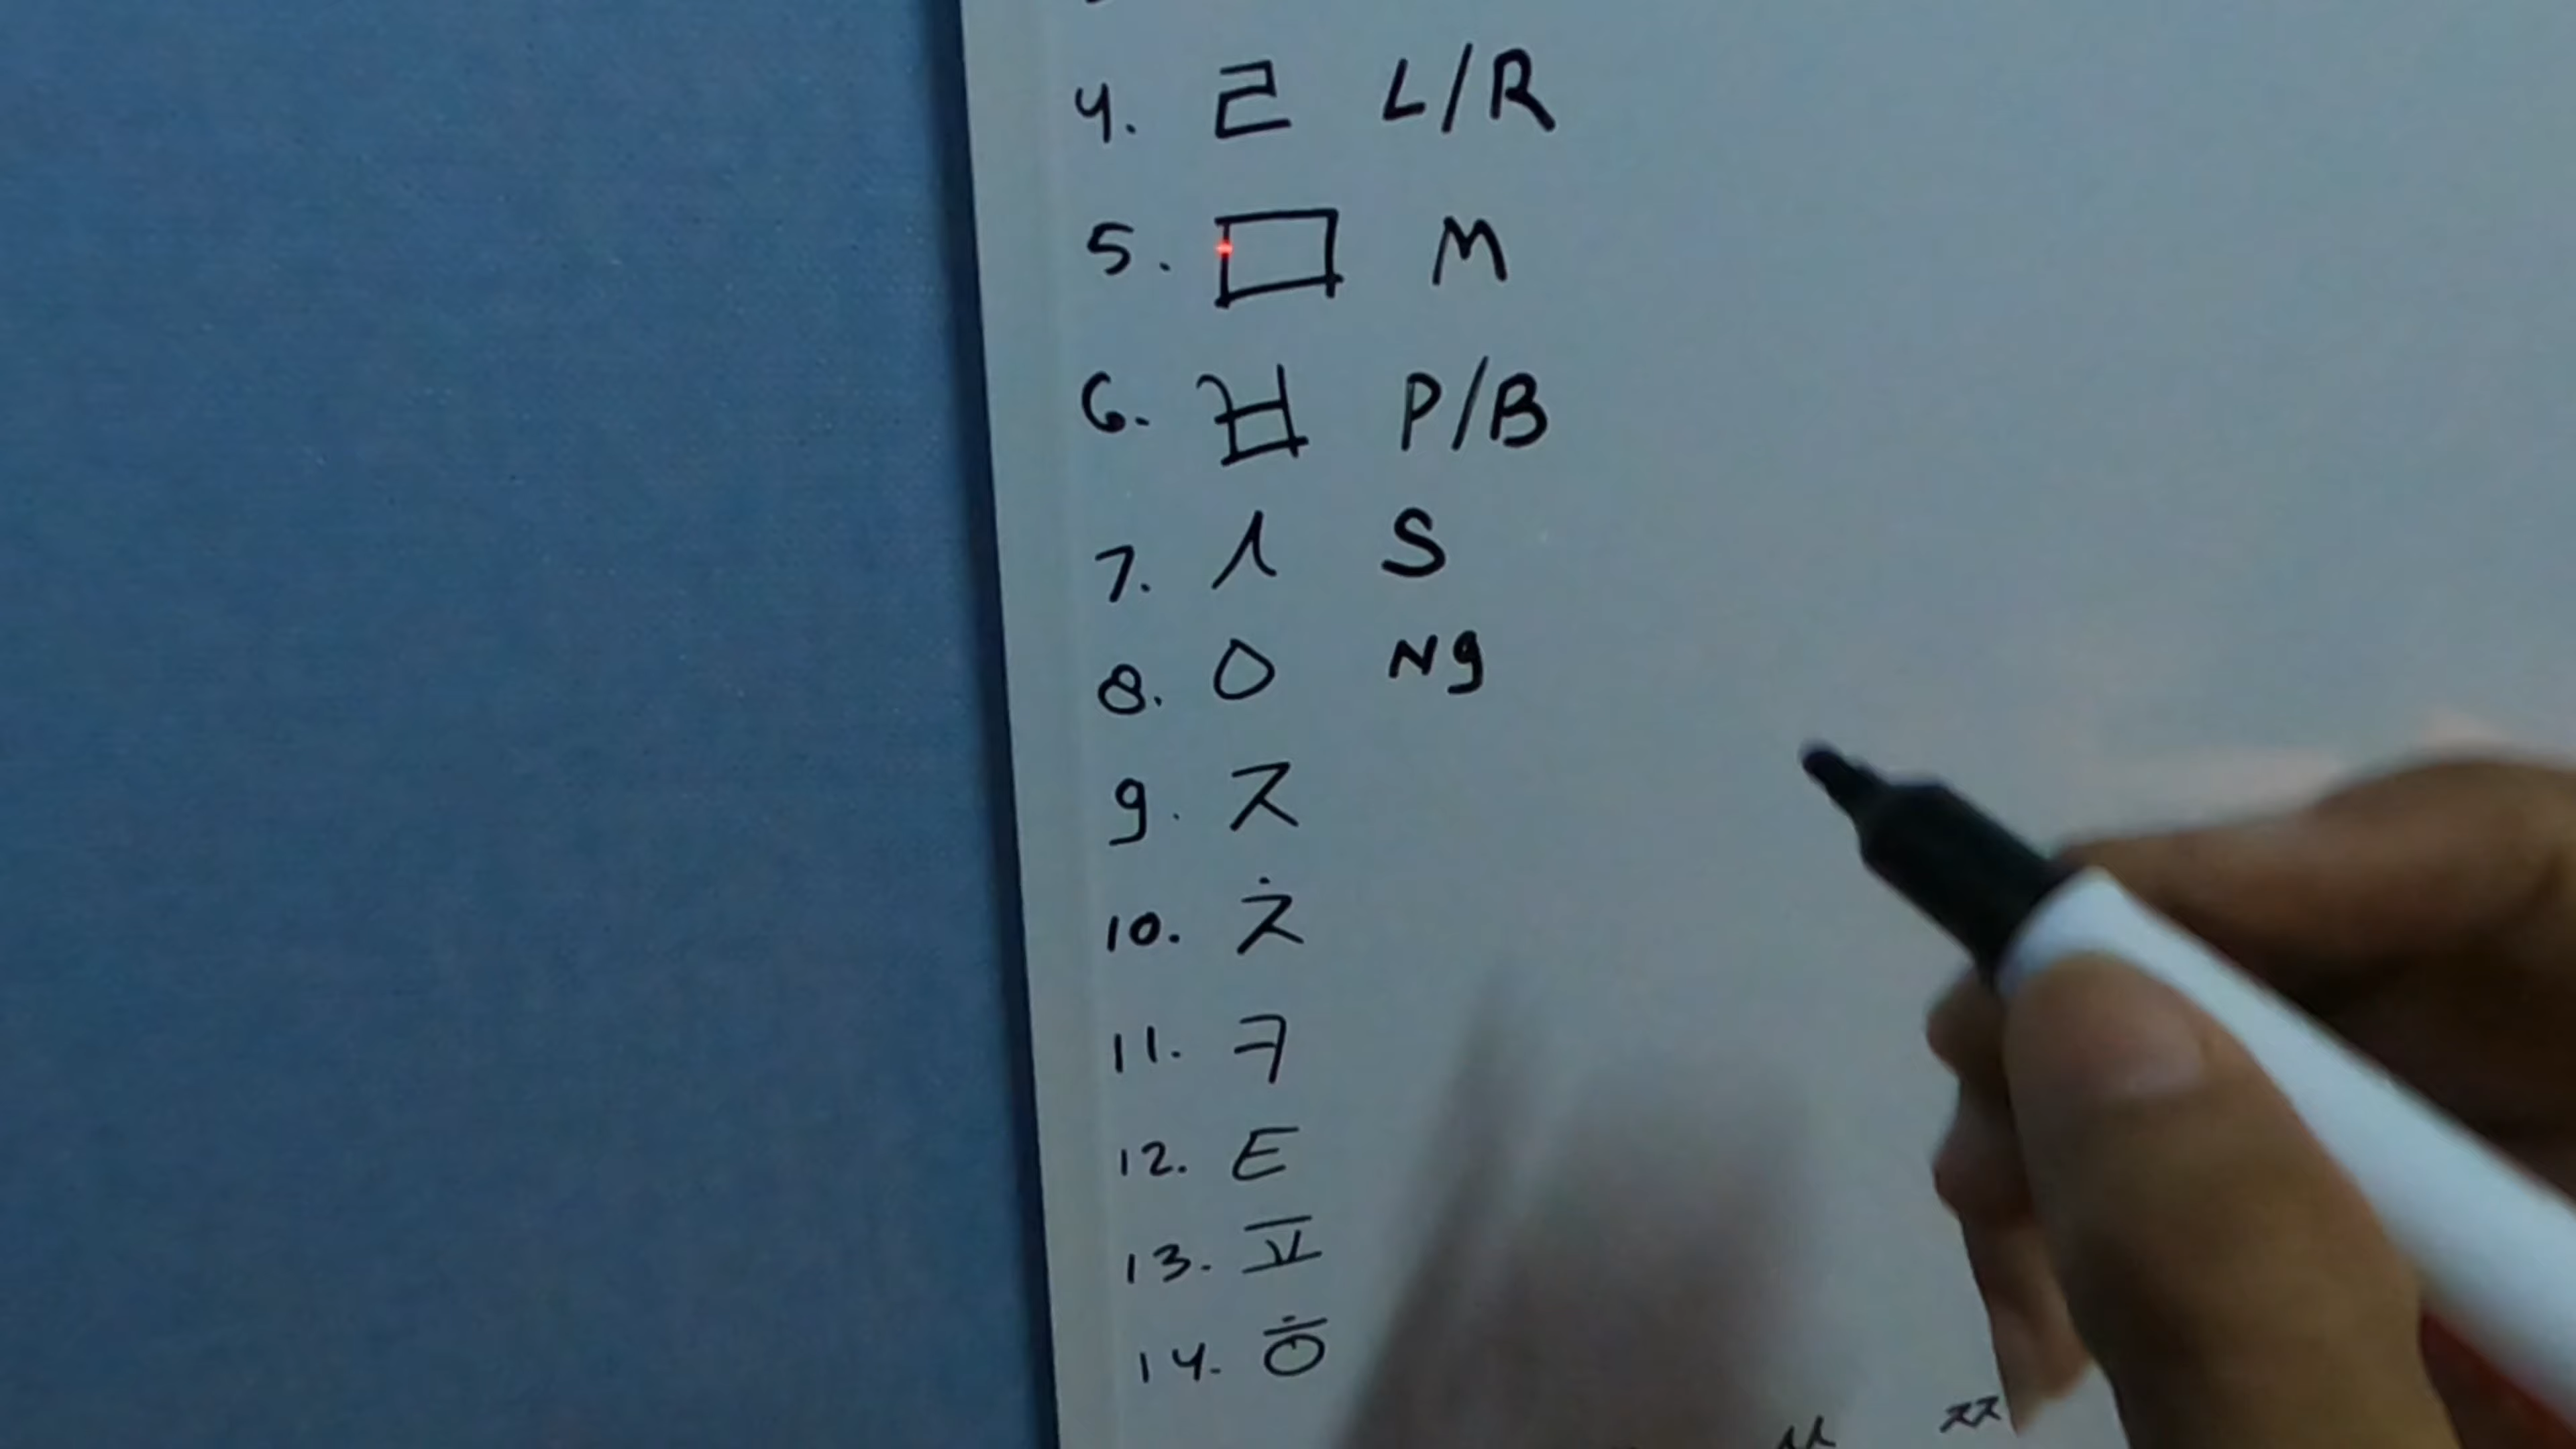 4. ㄹ L/R
5. ㅁ M
6. ㅂ P/B
7. ㅅ S
8. ㅇ Ng
9. ㅈ
10. ㅊ
11. ㅋ
12. ㅌ
13. ㅍ
14. ㅎ
ㅆ ㅉ